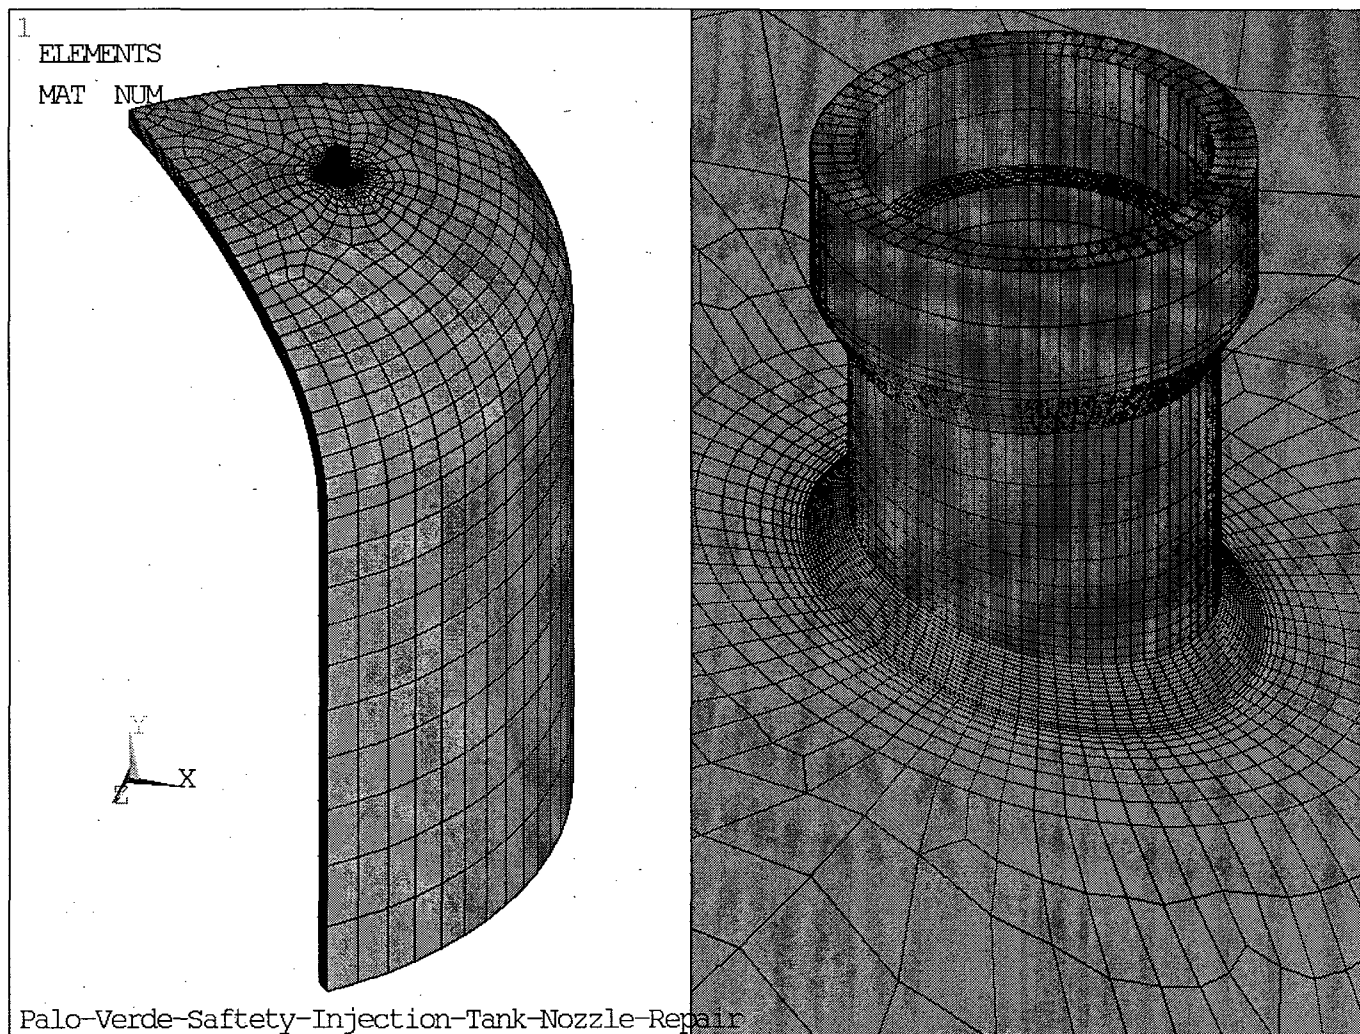 1
ELEMENTS
MAT NUM
Y
X
Z
Palo-Verde-Saftety-Injection-Tank-Nozzle-Repair